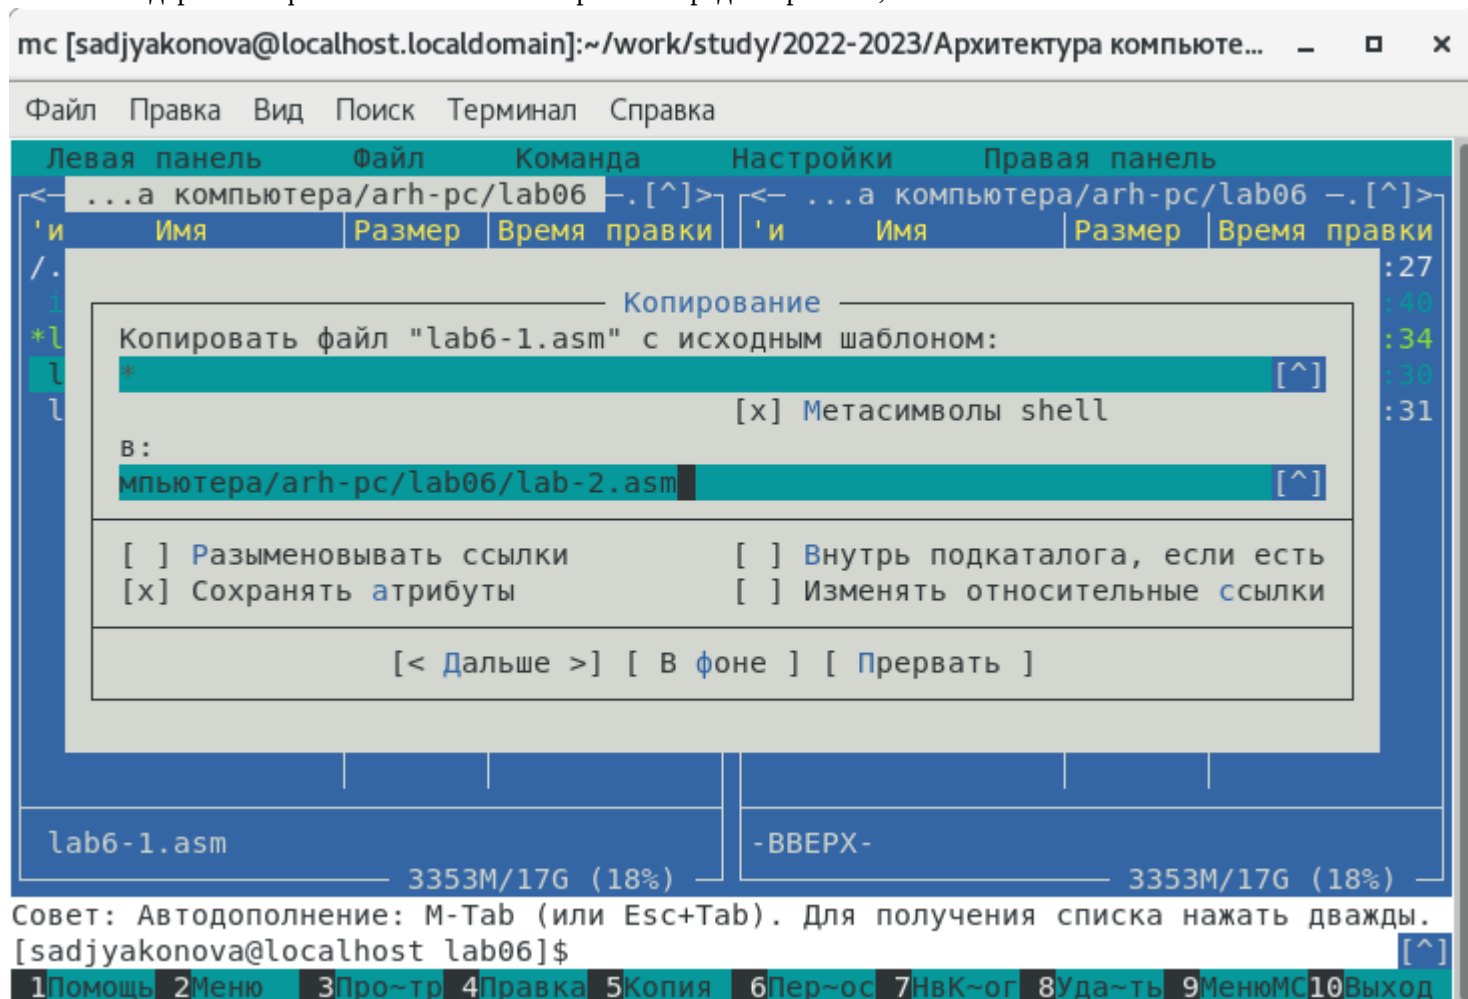 mc [sadjyakonova@localhost.localdomain]:~/work/study/2022-2023/Архитектура компьюте...
Файл Правка Вид Поиск Терминал Справка
Левая панель Файл Команда Настройки Правая панель
<— ...а компьютера/arh-pc/lab06 —.[^]> <— ...а компьютера/arh-pc/lab06 —.[^]>
'и Имя Размер Время правки 'и Имя Размер Время правки
/. :27
i Копирование :40
*l Копировать файл "lab6-1.asm" с исходным шаблоном: :34
l * [^] :30
l [x] Метасимволы shell :31
в:
мпьютера/arh-pc/lab06/lab-2.asm [^]
[ ] Разыменовывать ссылки [ ] Внутрь подкаталога, если есть
[x] Сохранять атрибуты [ ] Изменять относительные ссылки
[< Дальше >] [ В фоне ] [ Прервать ]
lab6-1.asm -ВВЕРХ-
3353M/17G (18%) 3353M/17G (18%)
Совет: Автодополнение: M-Tab (или Esc+Tab). Для получения списка нажать дважды.
[sadjyakonova@localhost lab06]$ [^]
1Помощь 2Меню 3Про~тр 4Правка 5Копия 6Пер~ос 7НвК~ог 8Уда~ть 9МенюMC 10Выход